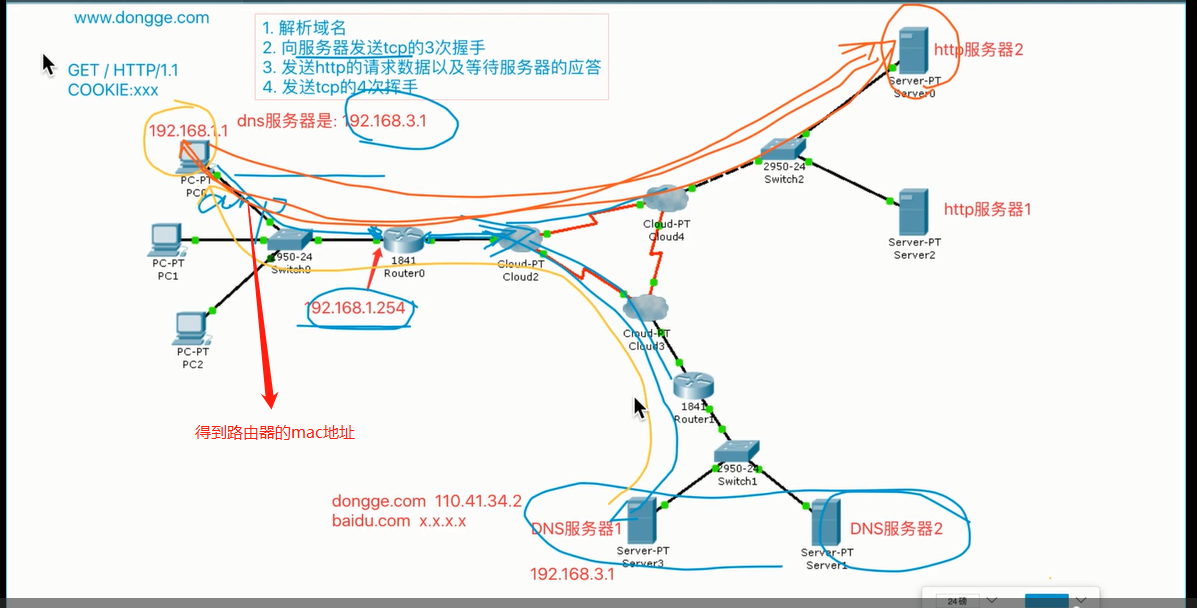 www.dongge.com
1. 解析域名
2. 向服务器发送tcp的3次握手
3. 发送http的请求数据以及等待服务器的应答
4. 发送tcp的4次挥手
GET / HTTP/1.1
COOKIE:xxx
http服务器2
Server-PT
Server0
dns服务器是: 192.168.3.1
192.168.1.1
PC-PT
PC0
2950-24
Switch2
http服务器1
Server-PT
Server2
Cloud-PT
Cloud4
PC-PT
PC1
2950-24
Switch0
1841
Router0
Cloud-PT
Cloud2
192.168.1.254
Cloud-PT
Cloud3
PC-PT
PC2
1841
Router1
得到路由器的mac地址
2950-24
Switch1
dongge.com 110.41.34.2
baidu.com x.x.x.x
DNS服务器1
Server-PT
Server3
192.168.3.1
DNS服务器2
Server-PT
Server1
24磅